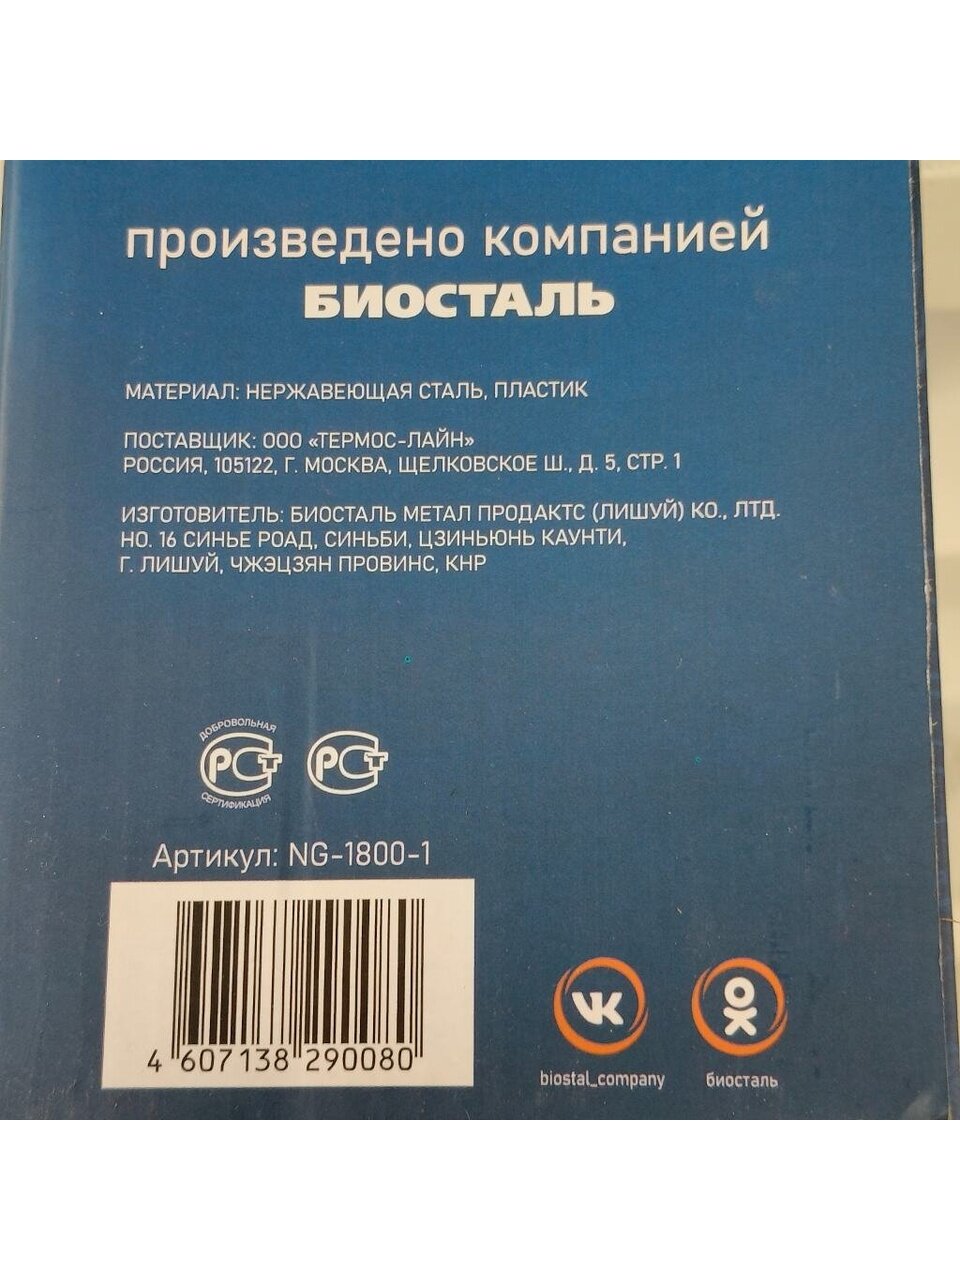 произведено компанией
БИОСТАЛЬ
МАТЕРИАЛ: НЕРЖАВЕЮЩАЯ СТАЛЬ, ПЛАСТИК
ПОСТАВЩИК: ООО «ТЕРМОС-ЛАЙН»
РОССИЯ, 105122, Г. МОСКВА, ЩЕЛКОВСКОЕ Ш., Д. 5, СТР. 1
ИЗГОТОВИТЕЛЬ: БИОСТАЛЬ МЕТАЛ ПРОДАКТС (ЛИШУЙ) КО., ЛТД.
НО. 16 СИНЬЕ РОАД, СИНЬБИ, ЦЗИНЬЮНЬ КАУНТИ,
Г. ЛИШУЙ, ЧЖЭЦЗЯН ПРОВИНС, КНР
ДОБРОВОЛЬНАЯ
РСТ РСТ
СЕРТИФИКАЦИЯ
Артикул: NG-1800-1
4 607138 290080
biostal_company биосталь